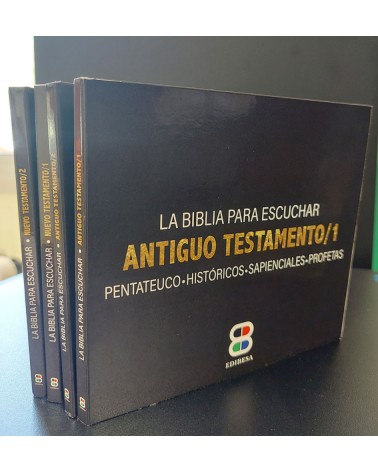 LA BIBLIA PARA ESCUCHAR • NUEVO TESTAMENTO/2
LA BIBLIA PARA ESCUCHAR • NUEVO TESTAMENTO/1
LA BIBLIA PARA ESCUCHAR • ANTIGUO TESTAMENTO/2
LA BIBLIA PARA ESCUCHAR • ANTIGUO TESTAMENTO/1
LA BIBLIA PARA ESCUCHAR
ANTIGUO TESTAMENTO/1
PENTATEUCO•HISTÓRICOS•SAPIENCIALES•PROFETAS
EDIBESA